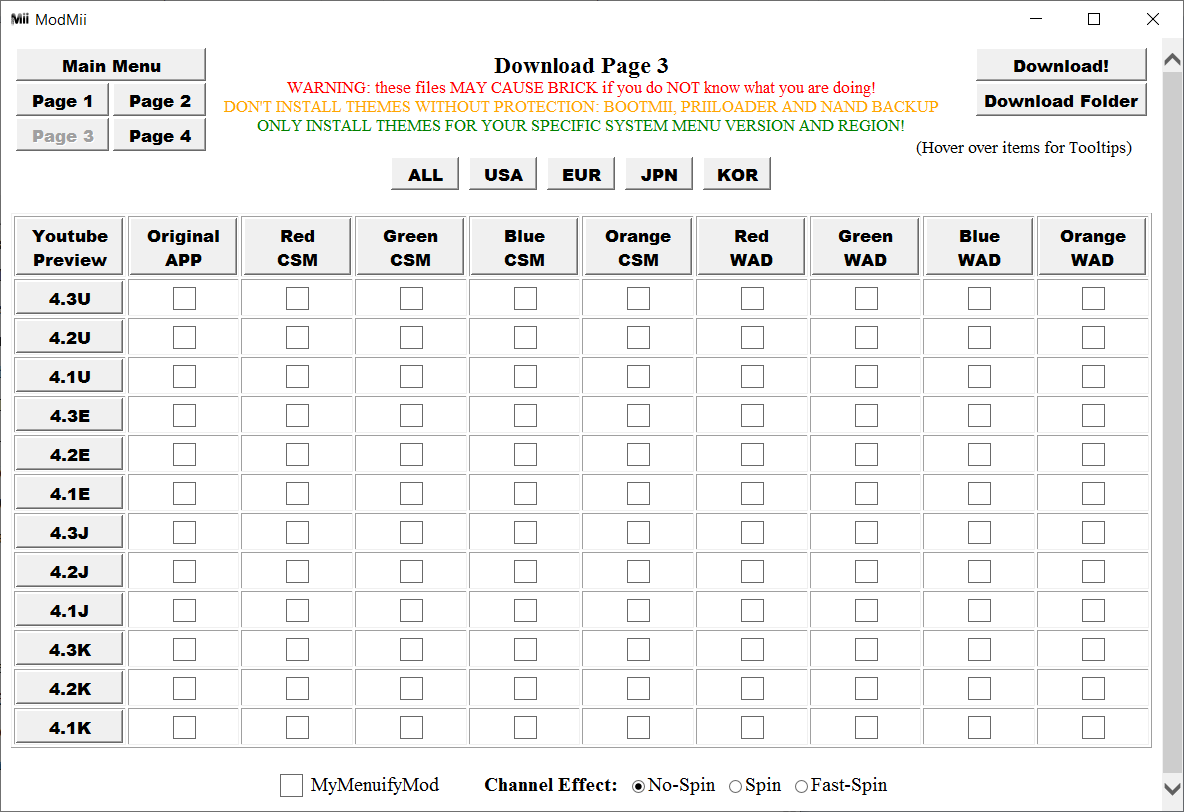 Mii ModMii
Main Menu
Download Page 3
Download!
WARNING: these files MAY CAUSE BRICK if you do NOT know what you are doing!
Page 1 Page 2
DON'T INSTALL THEMES WITHOUT PROTECTION: BOOTMII, PRIILOADER AND NAND BACKUP
Download Folder
ONLY INSTALL THEMES FOR YOUR SPECIFIC SYSTEM MENU VERSION AND REGION!
Page 3 Page 4
(Hover over items for Tooltips)
ALL USA EUR JPN KOR
Youtube Original Red Green Blue Orange Red Green Blue Orange
Preview APP CSM CSM CSM CSM WAD WAD WAD WAD
4.3U
4.2U
4.1U
4.3E
4.2E
4.1E
4.3J
4.2J
4.1J
4.3K
4.2K
4.1K
MyMenuifyMod Channel Effect: No-Spin Spin Fast-Spin